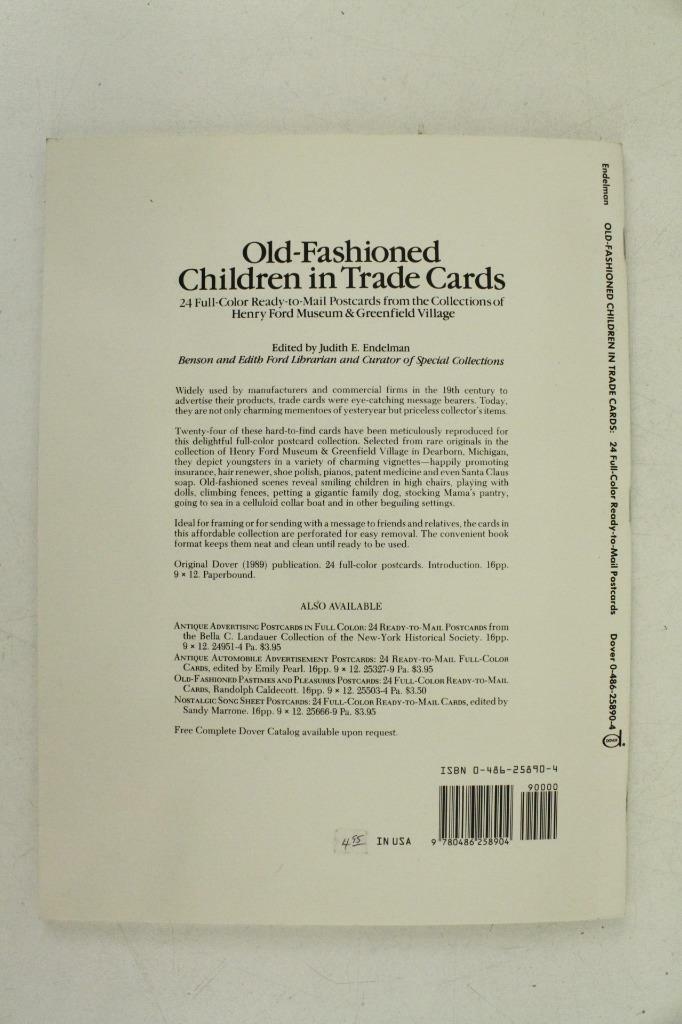 Old-Fashioned
Children in Trade Cards
24 Full-Color Ready-to-Mail Postcards from the Collections of
Henry Ford Museum & Greenfield Village
Edited by Judith E. Endelman
Benson and Edith Ford Librarian and Curator of Special Collections
Widely used by manufacturers and commercial firms in the 19th century to
advertise their products, trade cards were eye-catching message bearers. Today,
they are not only charming mementoes of yesteryear but priceless collector's items.
Twenty-four of these hard-to-find cards have been meticulously reproduced for
this delightful full-color postcard collection. Selected from rare originals in the
collection of Henry Ford Museum & Greenfield Village in Dearborn, Michigan,
they depict youngsters in a variety of charming vignettes—happily promoting
insurance, hair renewer, shoe polish, pianos, patent medicine and even Santa Claus
soap. Old-fashioned scenes reveal smiling children in high chairs, playing with
dolls, climbing fences, petting a gigantic family dog, stocking Mama's pantry,
going to sea in a celluloid collar boat and in other beguiling settings.
Ideal for framing or for sending with a message to friends and relatives, the cards in
this affordable collection are perforated for easy removal. The convenient book
format keeps them neat and clean until ready to be used.
Original Dover (1989) publication. 24 full-color postcards. Introduction. 16pp.
9 × 12. Paperbound.
ALSO AVAILABLE
ANTIQUE ADVERTISING POSTCARDS IN FULL COLOR: 24 READY-TO-MAIL POSTCARDS from
the Bella C. Landauer Collection of the New-York Historical Society. 16pp.
9 × 12. 24951-4 Pa. $3.95
ANTIQUE AUTOMOBILE ADVERTISEMENT POSTCARDS: 24 READY-TO-MAIL FULL-COLOR
CARDS, edited by Emily Pearl. 16pp. 9 × 12. 25327-9 Pa. $3.95
OLD-FASHIONED PASTIMES AND PLEASURES POSTCARDS: 24 FULL-COLOR READY-TO-MAIL
CARDS, Randolph Caldecott. 16pp. 9 × 12. 25503-4 Pa. $3.50
NOSTALGIC SONG SHEET POSTCARDS: 24 FULL-COLOR READY-TO-MAIL CARDS, edited by
Sandy Marrone. 16pp. 9 × 12. 25666-9 Pa. $3.95
Free Complete Dover Catalog available upon request.
ISBN 0-486-25890-4
90000
9 780486 258904
4.95 IN USA
Endelman OLD-FASHIONED CHILDREN IN TRADE CARDS: 24 Full-Color Ready-to-Mail Postcards Dover 0-486-25890-4
DOVER